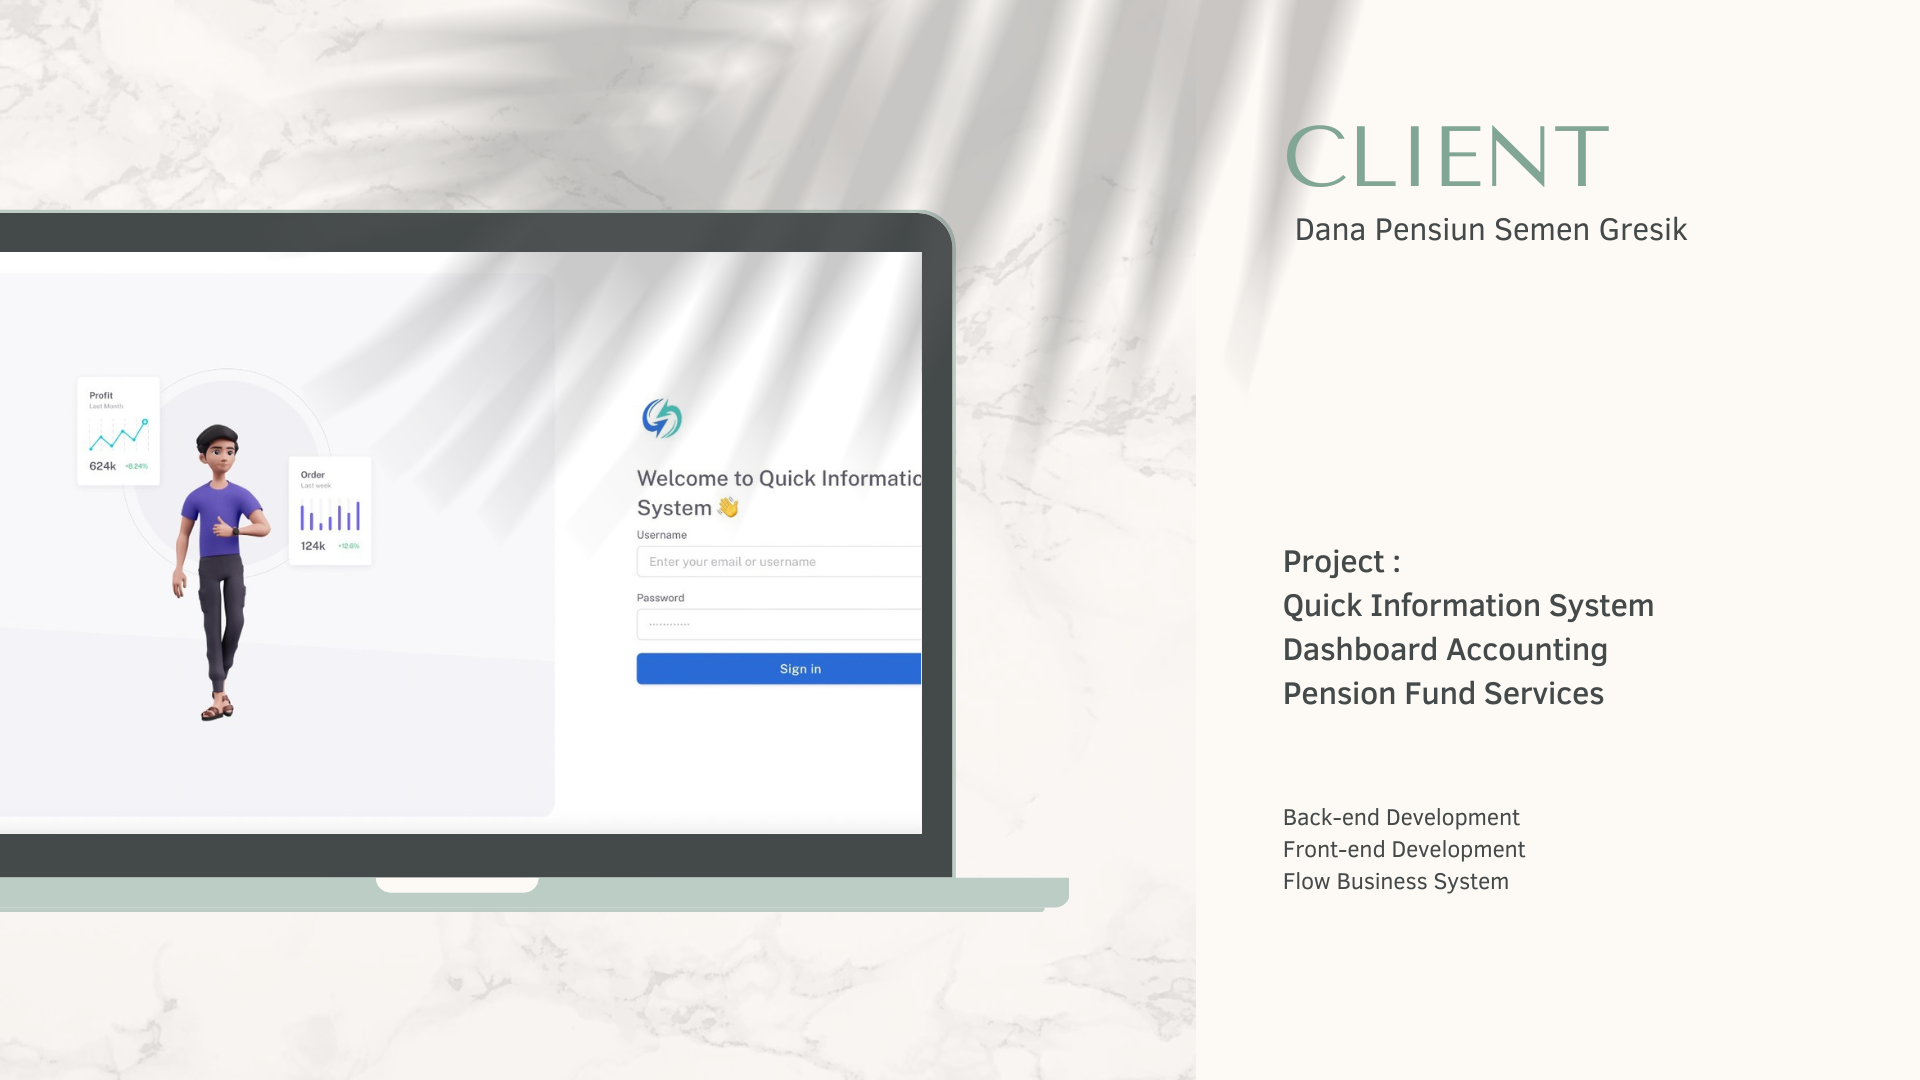 CLIENT
Dana Pensiun Semen Gresik
Profit
Last Month
624k +8.24%
Order
Last week
124k +12.6%
Welcome to Quick Informatio
System 👋
Username
Enter your email or username
Password
············
Sign in
Project :
Quick Information System
Dashboard Accounting
Pension Fund Services
Back-end Development
Front-end Development
Flow Business System